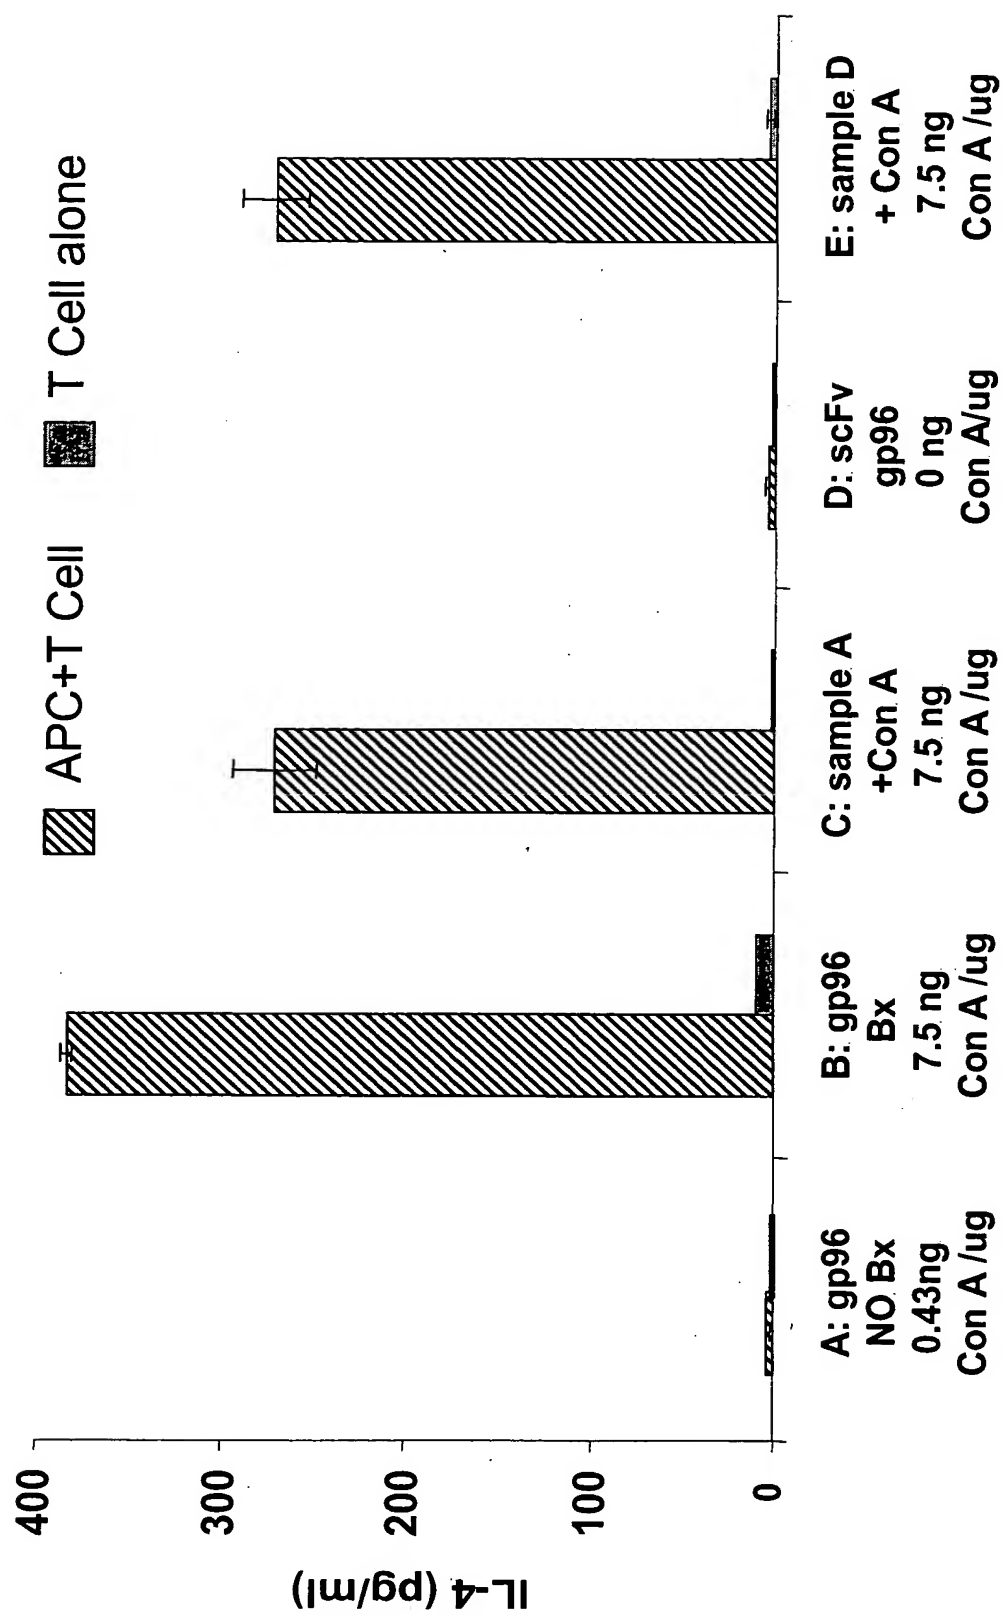 APC+T Cell
T Cell alone
IL-4 (pg/ml)
400
300
200
100
0
A: gp96
NO Bx
0.43ng
Con A /ug
B: gp96
Bx
7.5 ng
Con A /ug
C: sample A
+Con A
7.5 ng
Con A /ug
D: scFv
gp96
0 ng
Con A/ug
E: sample D
+ Con A
7.5 ng
Con A /ug